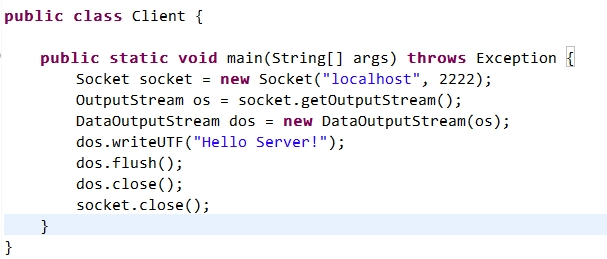 public class Client {
public static void main(String[] args) throws Exception {
Socket socket = new Socket("localhost", 2222);
OutputStream os = socket.getOutputStream();
DataOutputStream dos = new DataOutputStream(os);
dos.writeUTF("Hello Server!");
dos.flush();
dos.close();
socket.close();
}
}